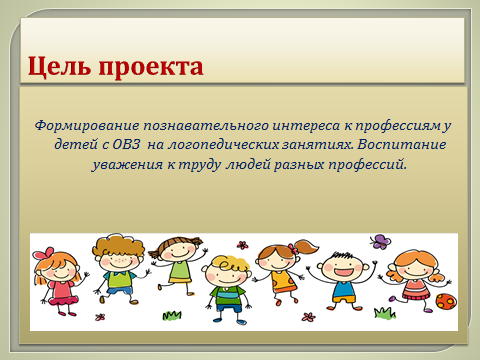 Цель проекта
Формирование познавательного интереса к профессиям у
детей с ОВЗ на логопедических занятиях. Воспитание
уважения к труду людей разных профессий.